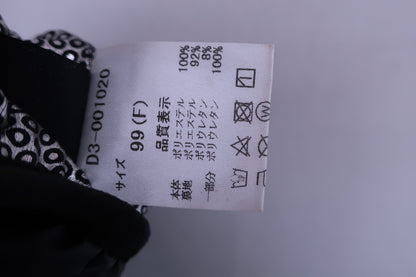 D3-001020
サイズ 99(F)
品質表示
本体 ポリエステル 100%
裏地 ポリエステル 92%
ポリウレタン 8%
一部分 ポリウレタン 100%